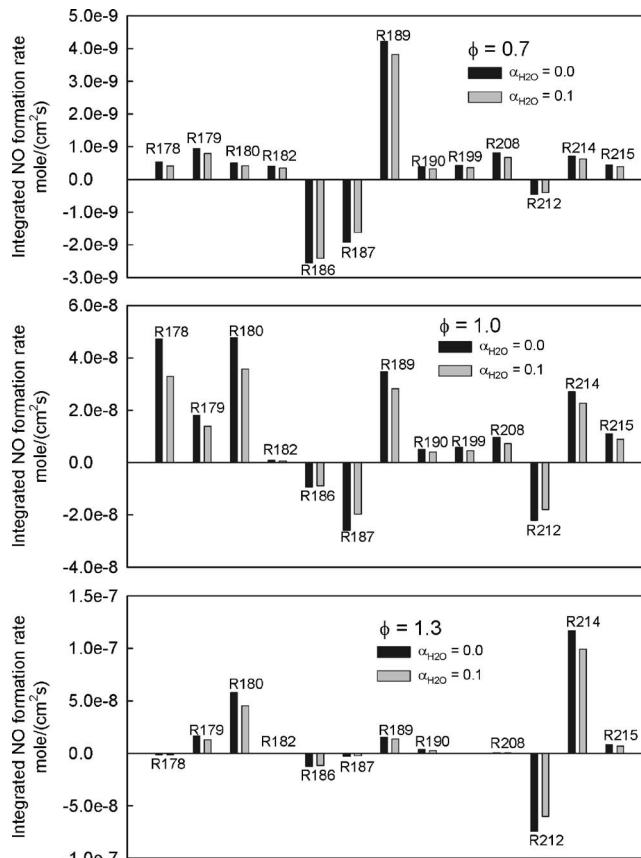 Integrated NO formation rate
mole/(cm²s)
5.0e-9
4.0e-9
3.0e-9
2.0e-9
1.0e-9
0.0
-1.0e-9
-2.0e-9
-3.0e-9
ϕ = 0.7
α_H2O = 0.0
α_H2O = 0.1
R178
R179
R180
R182
R186
R187
R189
R190
R199
R208
R212
R214
R215
Integrated NO formation rate
mole/(cm²s)
6.0e-8
4.0e-8
2.0e-8
0.0
-2.0e-8
-4.0e-8
ϕ = 1.0
α_H2O = 0.0
α_H2O = 0.1
R178
R179
R180
R182
R186
R187
R189
R190
R199
R208
R212
R214
R215
Integrated NO formation rate
mole/(cm²s)
1.5e-7
1.0e-7
5.0e-8
0.0
-5.0e-8
1.0e-7
ϕ = 1.3
α_H2O = 0.0
α_H2O = 0.1
R178
R179
R180
R182
R186
R187
R189
R190
R208
R212
R214
R215